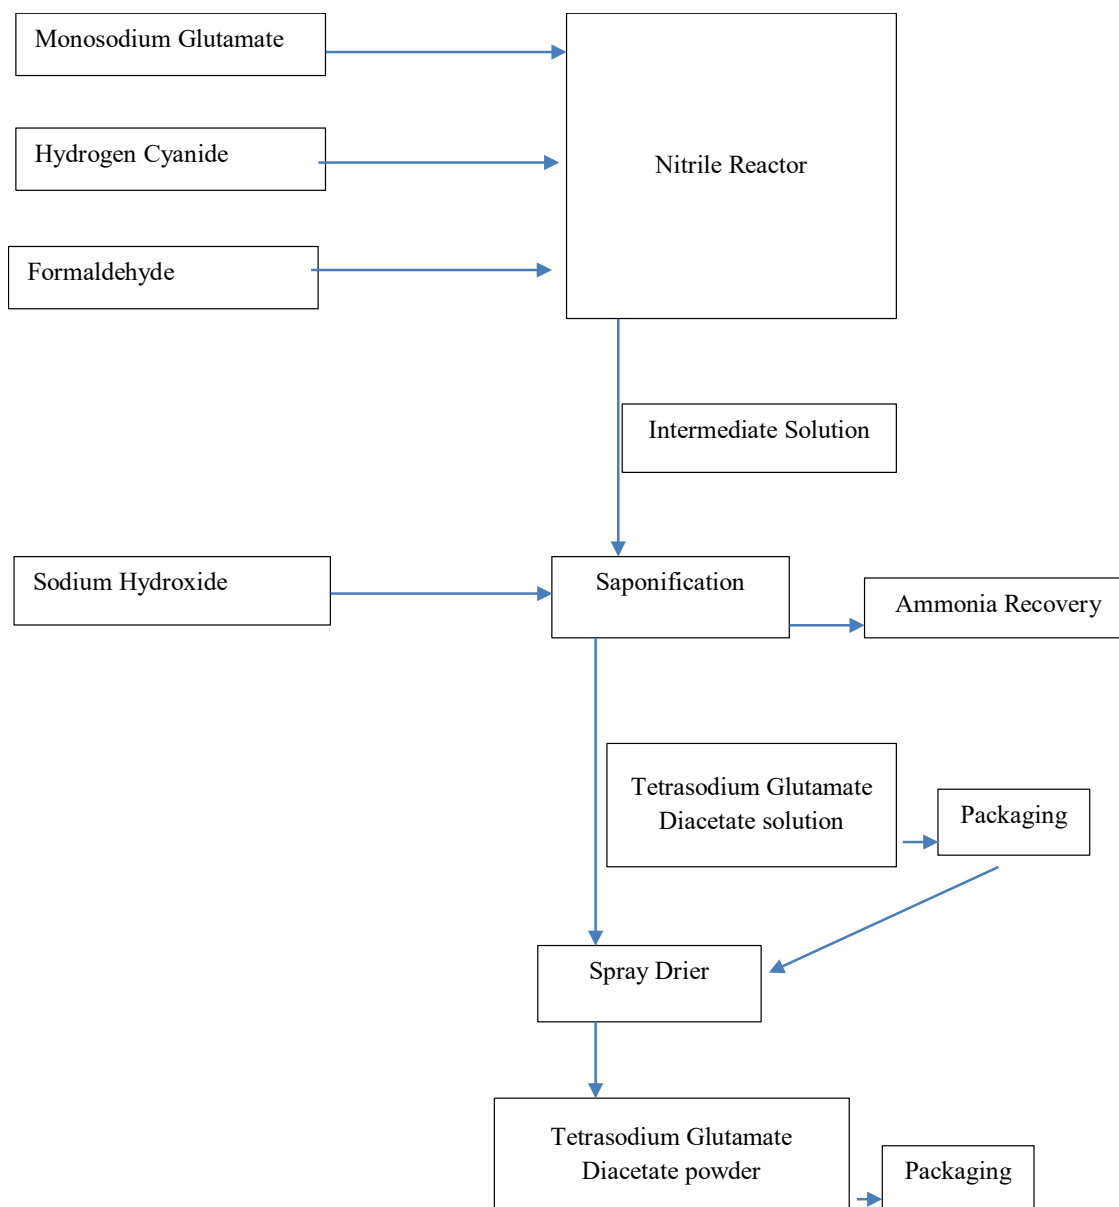 Monosodium Glutamate
Hydrogen Cyanide
Nitrile Reactor
Formaldehyde
Intermediate Solution
Sodium Hydroxide
Saponification
Ammonia Recovery
Tetrasodium Glutamate
Diacetate solution
Packaging
Spray Drier
Tetrasodium Glutamate
Diacetate powder
Packaging